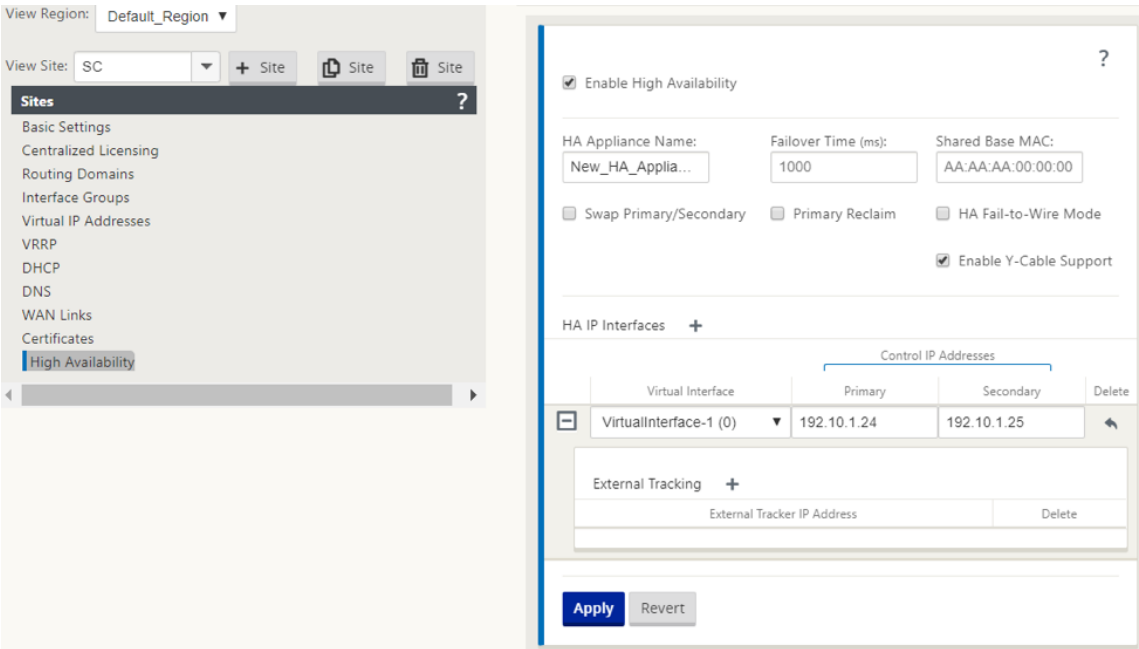 View Region: Default_Region ▼
View Site: SC + Site Site Site
Sites ?
Basic Settings
Centralized Licensing
Routing Domains
Interface Groups
Virtual IP Addresses
VRRP
DHCP
DNS
WAN Links
Certificates
High Availability
?
Enable High Availability
HA Appliance Name: Failover Time (ms): Shared Base MAC:
New_HA_Applia... 1000 AA:AA:AA:00:00:00
Swap Primary/Secondary Primary Reclaim HA Fail-to-Wire Mode
Enable Y-Cable Support
HA IP Interfaces +
Control IP Addresses
Virtual Interface Primary Secondary Delete
VirtualInterface-1 (0) ▼ 192.10.1.24 192.10.1.25
External Tracking +
External Tracker IP Address Delete
Apply Revert